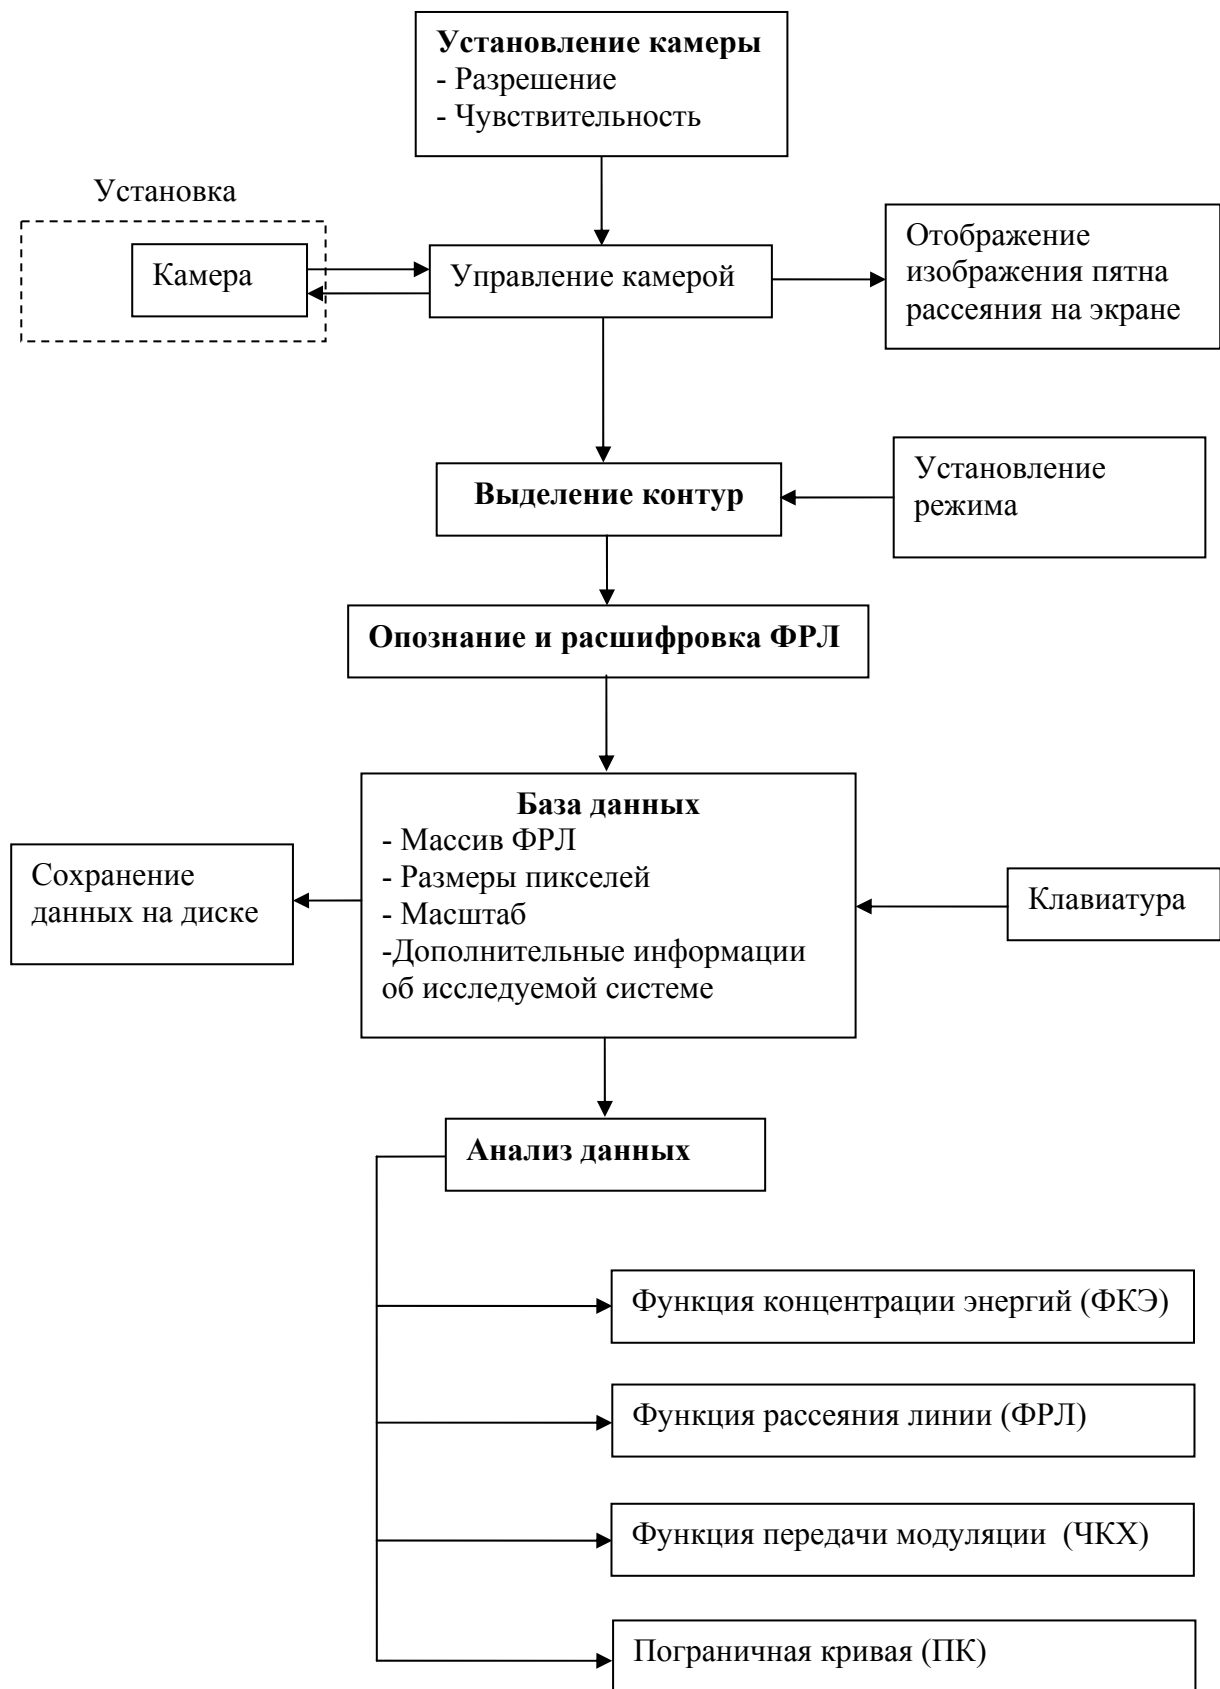 Установление камеры
- Разрешение
- Чувствительность
Установка
Камера
Управление камерой
Отображение
изображения пятна
рассеяния на экране
Выделение контур
Установление
режима
Опознание и расшифровка ФРЛ
База данных
- Массив ФРЛ
- Размеры пикселей
- Масштаб
-Дополнительные информации
об исследуемой системе
Сохранение
данных на диске
Клавиатура
Анализ данных
Функция концентрации энергий (ФКЭ)
Функция рассеяния линии (ФРЛ)
Функция передачи модуляции  (ЧКХ)
Пограничная кривая (ПК)